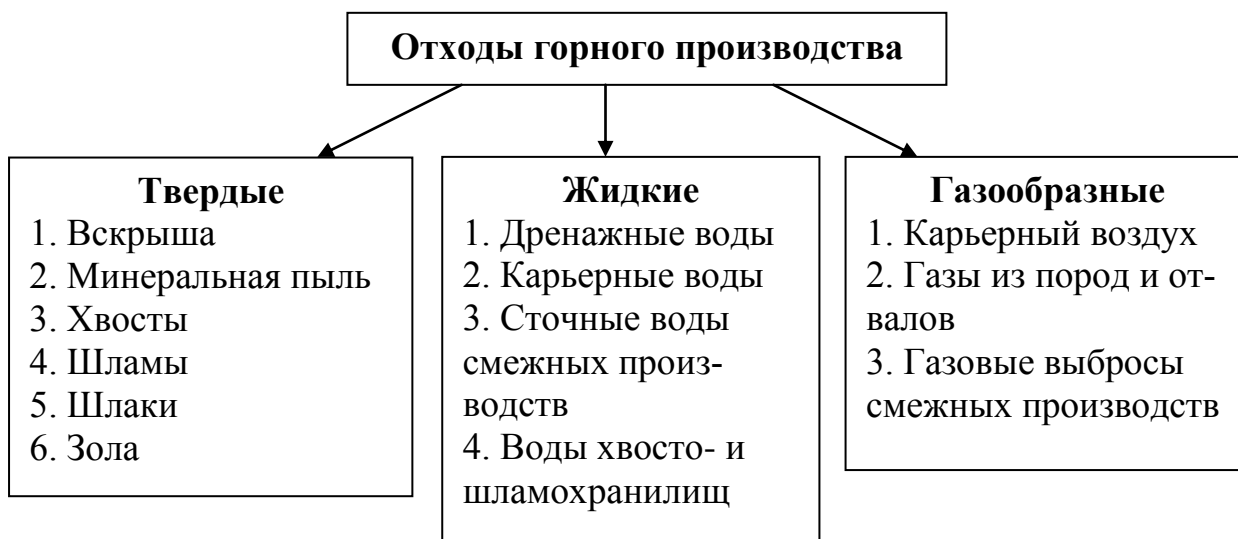 Отходы горного производства
Твердые
1. Вскрыша
2. Минеральная пыль
3. Хвосты
4. Шламы
5. Шлаки
6. Зола
Жидкие
1. Дренажные воды
2. Карьерные воды
3. Сточные воды
смежных произ-
водств
4. Воды хвосто- и
шламохранилищ
Газообразные
1. Карьерный воздух
2. Газы из пород и от-
валов
3. Газовые выбросы
смежных производств